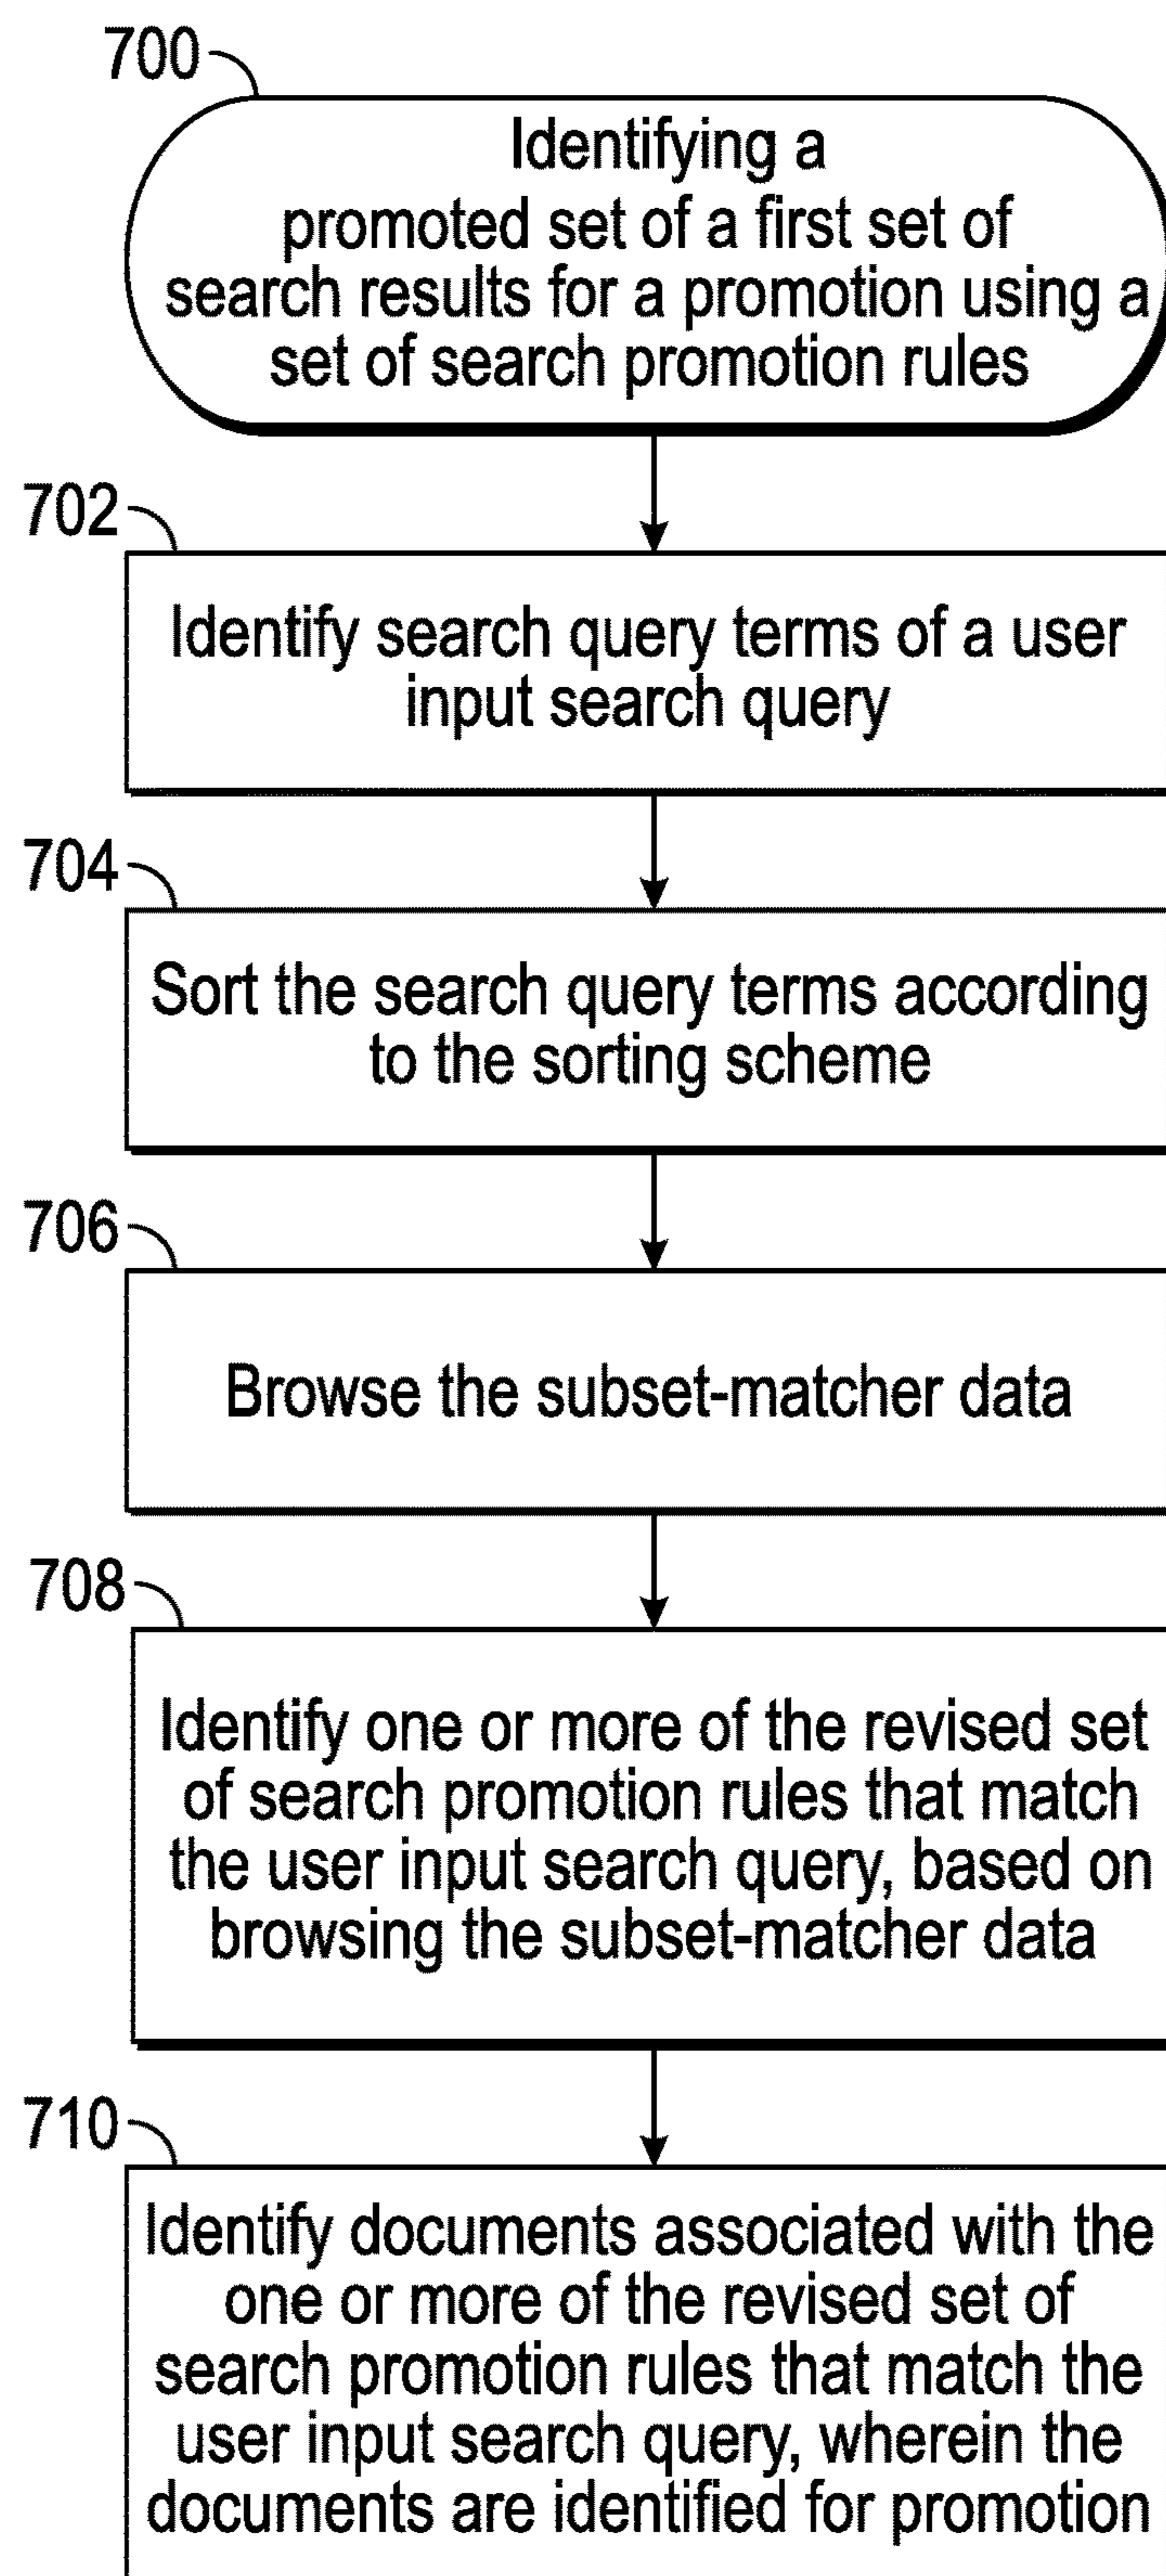 700
Identifying a
promoted set of a first set of
search results for a promotion using a
set of search promotion rules
702
Identify search query terms of a user
input search query
704
Sort the search query terms according
to the sorting scheme
706
Browse the subset-matcher data
708
Identify one or more of the revised set
of search promotion rules that match
the user input search query, based on
browsing the subset-matcher data
710
Identify documents associated with the
one or more of the revised set of
search promotion rules that match the
user input search query, wherein the
documents are identified for promotion